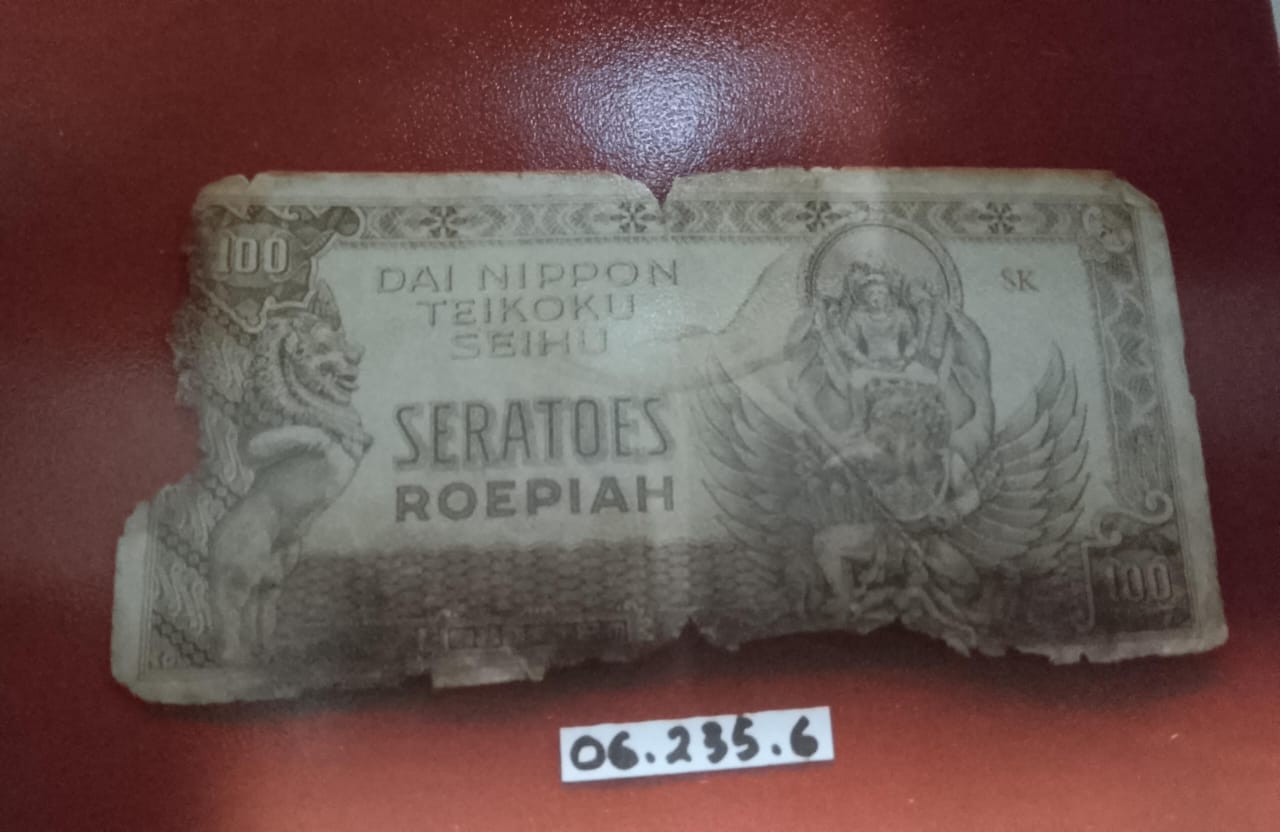 100
DAI NIPPON
TEIKOKU
SEIHU
SK
SERATOES
ROEPIAH
100
06.235.6